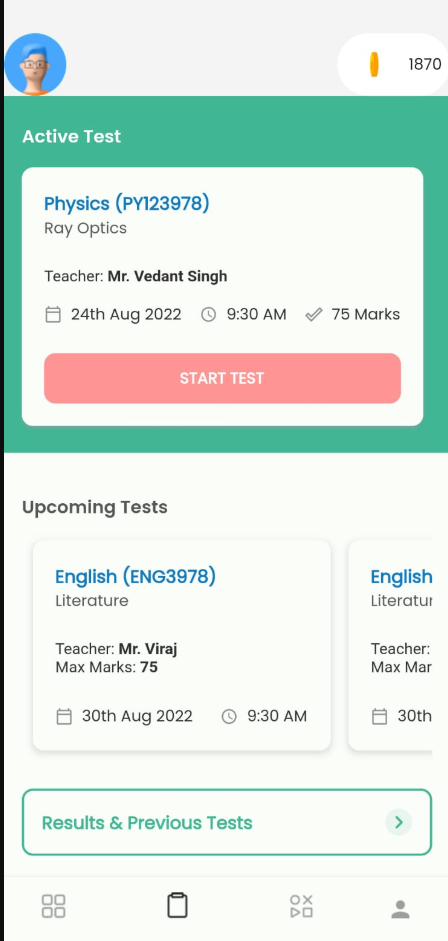 1870
Active Test
Physics (PY123978)
Ray Optics
Teacher: Mr. Vedant Singh
24th Aug 2022 9:30 AM 75 Marks
START TEST
Upcoming Tests
English (ENG3978) English
Literature Literatur
Teacher: Mr. Viraj Teacher:
Max Marks: 75 Max Mar
30th Aug 2022 9:30 AM 30th
Results & Previous Tests